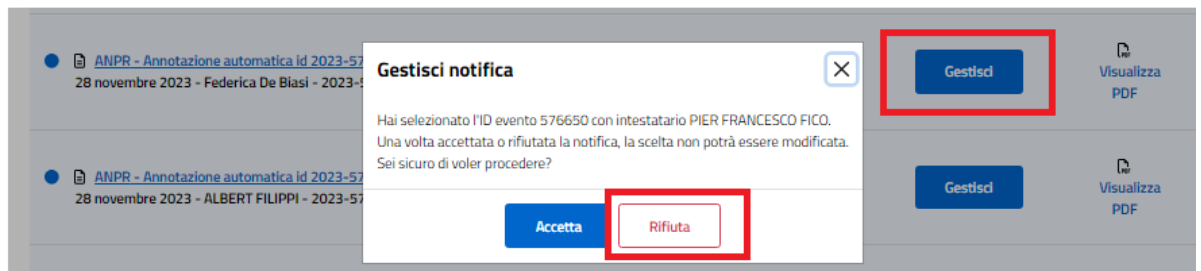 ANPR - Annotazione automatica id 2023-57
28 novembre 2023 - Federica De Biasi - 2023-5
Gestisci
Visualizza
PDF
Gestisci notifica
Hai selezionato l'ID evento 576650 con intestatario PIER FRANCESCO FICO.
Una volta accettata o rifiutata la notifica, la scelta non potrà essere modificata.
Sei sicuro di voler procedere?
Accetta
Rifiuta
ANPR - Annotazione automatica id 2023-57
28 novembre 2023 - ALBERT FILIPPI - 2023-57
Gestisci
Visualizza
PDF